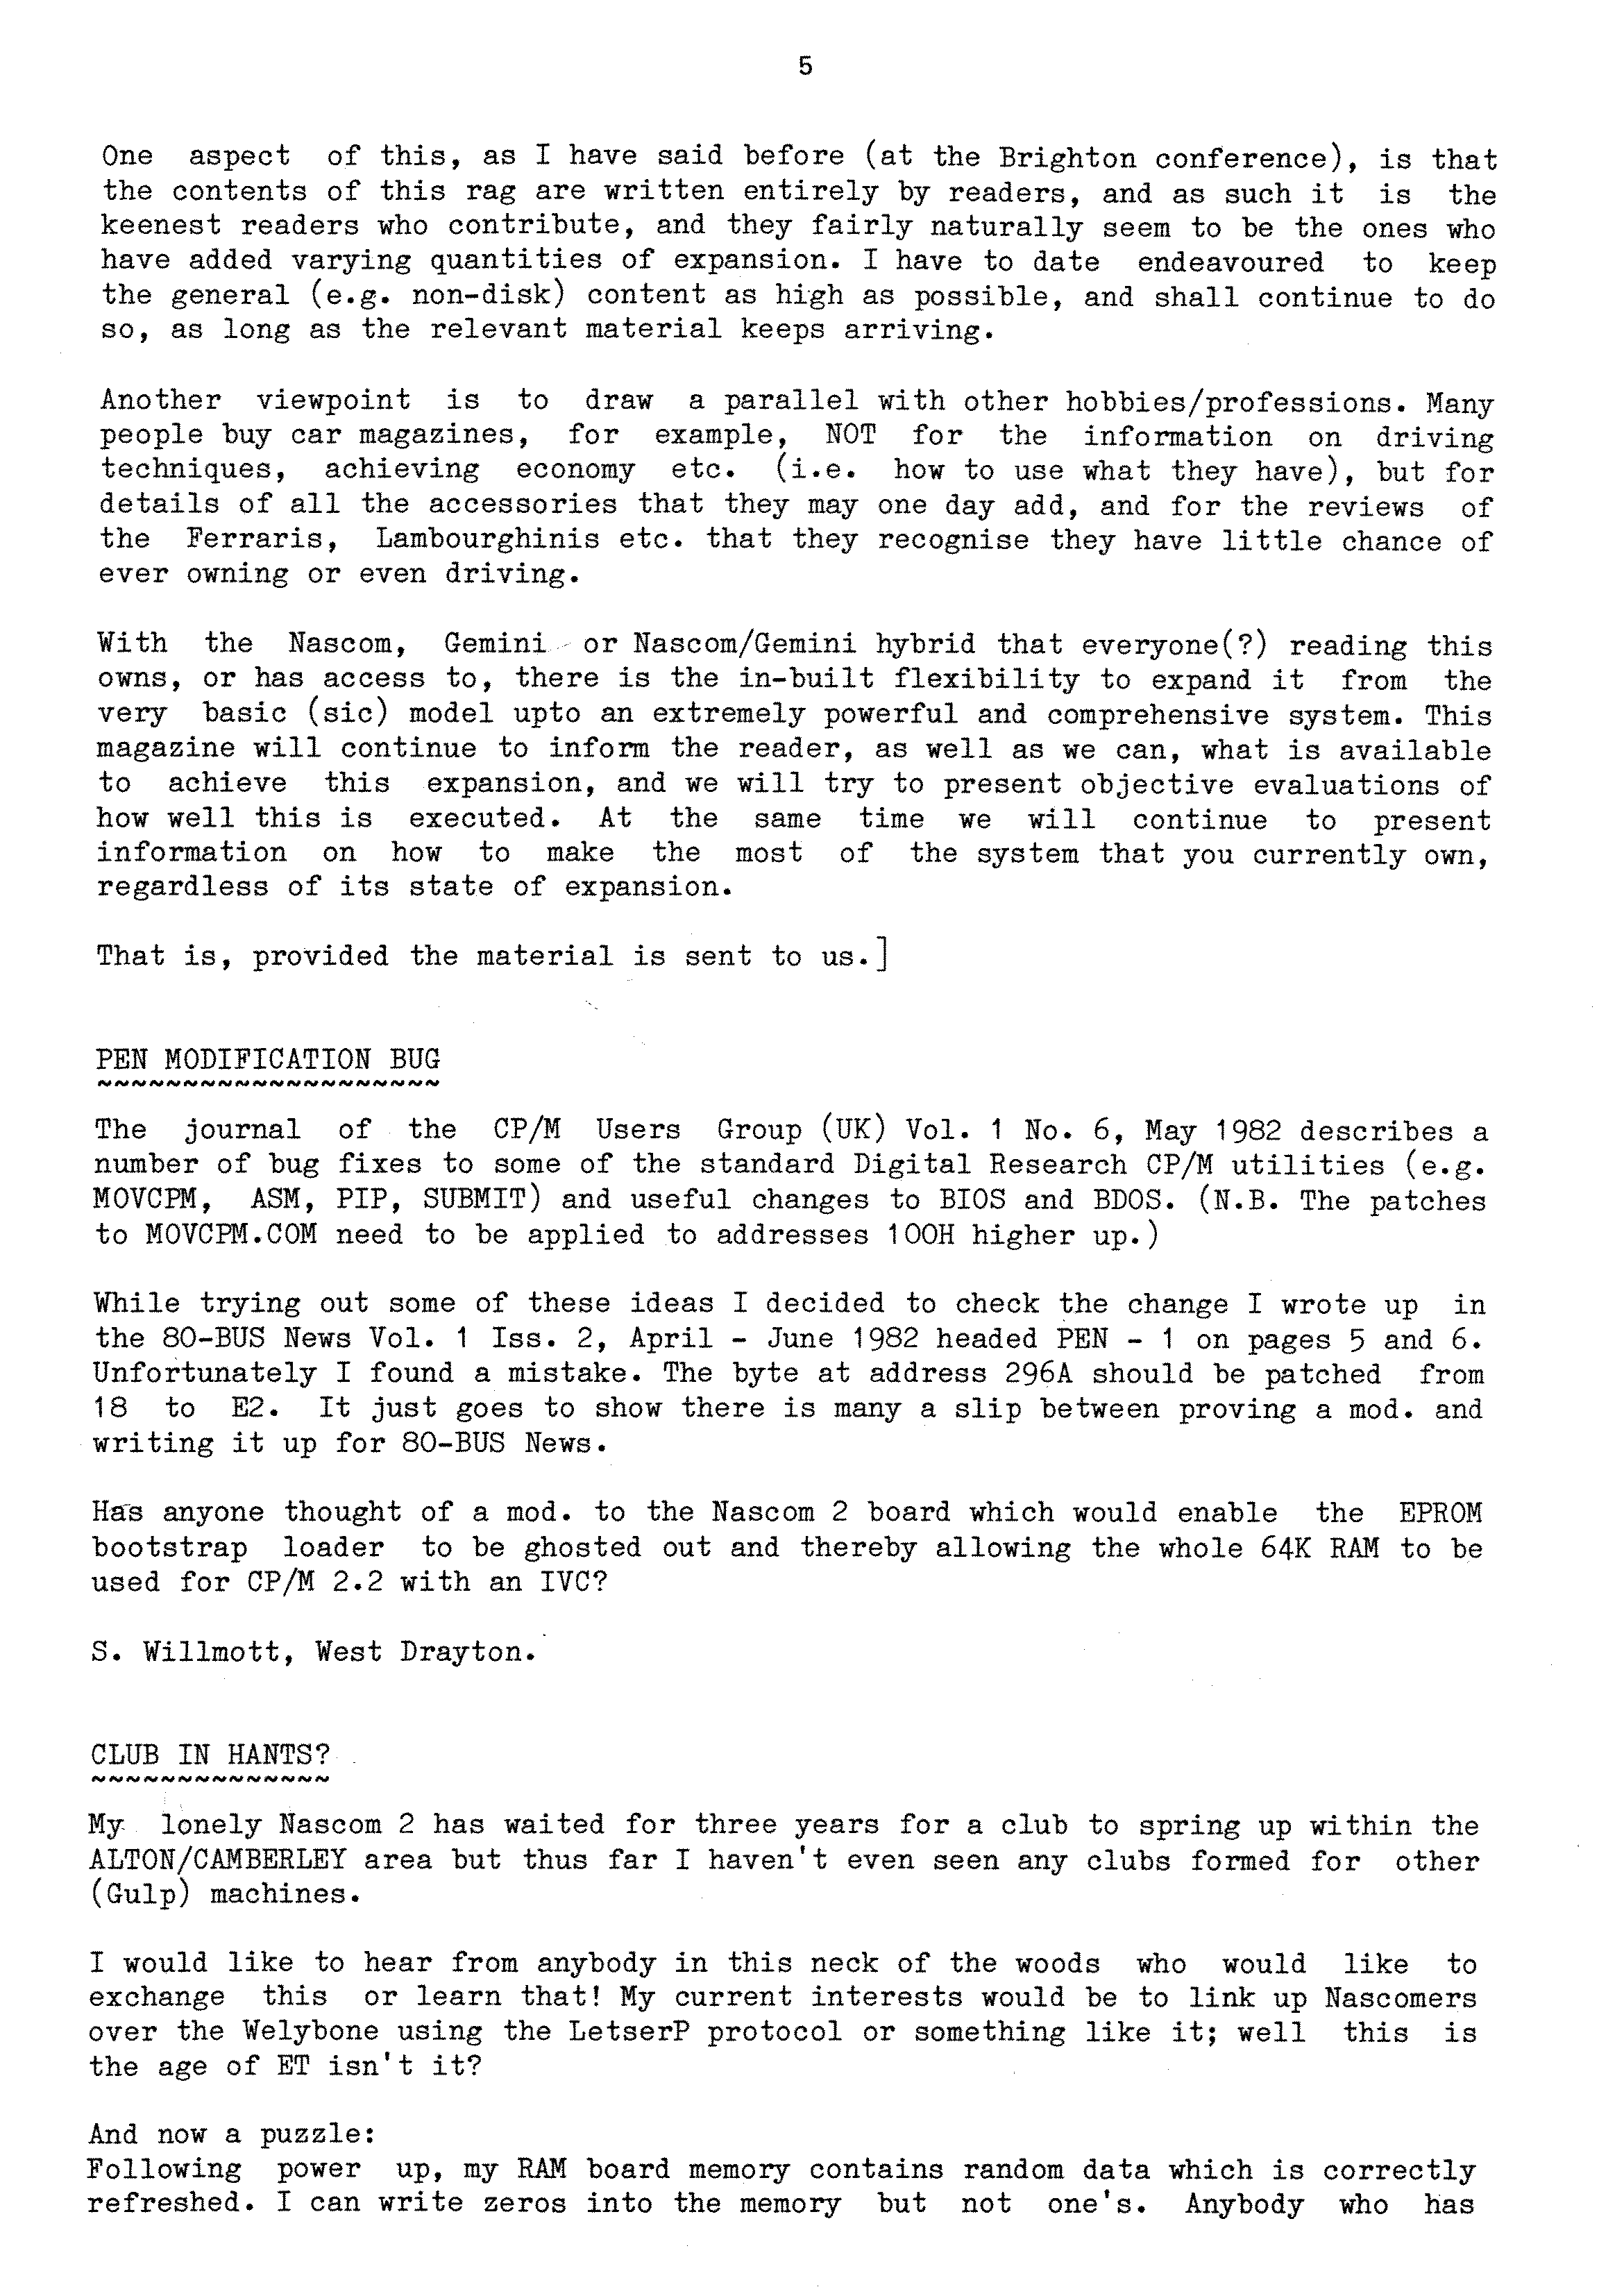 5
One aspect of this, as I have said before (at the Brighton conference), is that
the contents of this rag are written entirely by readers, and as such it is the
keenest readers who contribute, and they fairly naturally seem to be the ones who
have added varying quantities of expansion. I have to date endeavoured to keep
the general (e.g. non-disk) content as high as possible, and shall continue to do
so, as long as the relevant material keeps arriving.
Another viewpoint is to draw a parallel with other hobbies/professions. Many
people buy car magazines, for example, NOT for the information on driving
techniques, achieving economy etc. (i.e. how to use what they have), but for
details of all the accessories that they may one day add, and for the reviews of
the Ferraris, Lambourghinis etc. that they recognise they have little chance of
ever owning or even driving.
With the Nascom, Gemini or Nascom/Gemini hybrid that everyone(?) reading this
owns, or has access to, there is the in-built flexibility to expand it from the
very basic (sic) model upto an extremely powerful and comprehensive system. This
magazine will continue to inform the reader, as well as we can, what is available
to achieve this expansion, and we will try to present objective evaluations of
how well this is executed. At the same time we will continue to present
information on how to make the most of the system that you currently own,
regardless of its state of expansion.
That is, provided the material is sent to us.]
PEN MODIFICATION BUG
~~~~~~~~~~~~~~~~~~~~
The journal of the CP/M Users Group (UK) Vol. 1 No. 6, May 1982 describes a
number of bug fixes to some of the standard Digital Research CP/M utilities (e.g.
MOVCPM, ASM, PIP, SUBMIT) and useful changes to BIOS and BDOS. (N.B. The patches
to MOVCPM.COM need to be applied to addresses 100H higher up.)
While trying out some of these ideas I decided to check the change I wrote up in
the 80-BUS News Vol. 1 Iss. 2, April - June 1982 headed PEN - 1 on pages 5 and 6.
Unfortunately I found a mistake. The byte at address 296A should be patched from
18 to E2. It just goes to show there is many a slip between proving a mod. and
writing it up for 80-BUS News.
Has anyone thought of a mod. to the Nascom 2 board which would enable the EPROM
bootstrap loader to be ghosted out and thereby allowing the whole 64K RAM to be
used for CP/M 2.2 with an IVC?
S. Willmott, West Drayton.
CLUB IN HANTS?
~~~~~~~~~~~~~~
My lonely Nascom 2 has waited for three years for a club to spring up within the
ALTON/CAMBERLEY area but thus far I haven't even seen any clubs formed for other
(Gulp) machines.
I would like to hear from anybody in this neck of the woods who would like to
exchange this or learn that! My current interests would be to link up Nascomers
over the Welybone using the LetserP protocol or something like it; well this is
the age of ET isn't it?
And now a puzzle:
Following power up, my RAM board memory contains random data which is correctly
refreshed. I can write zeros into the memory but not one's. Anybody who has